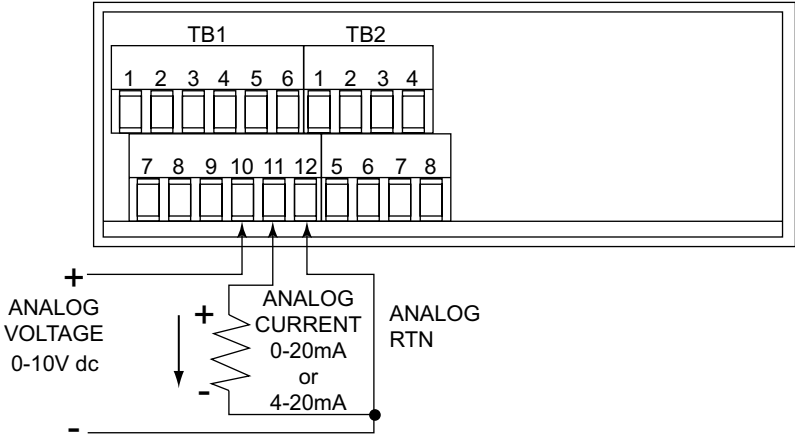 TB1 TB2
1 2 3 4 5 6 1 2 3 4
7 8 9 10 11 12 5 6 7 8
+
ANALOG
VOLTAGE
0-10V dc
-
+
-
ANALOG
CURRENT
0-20mA
or
4-20mA
ANALOG
RTN